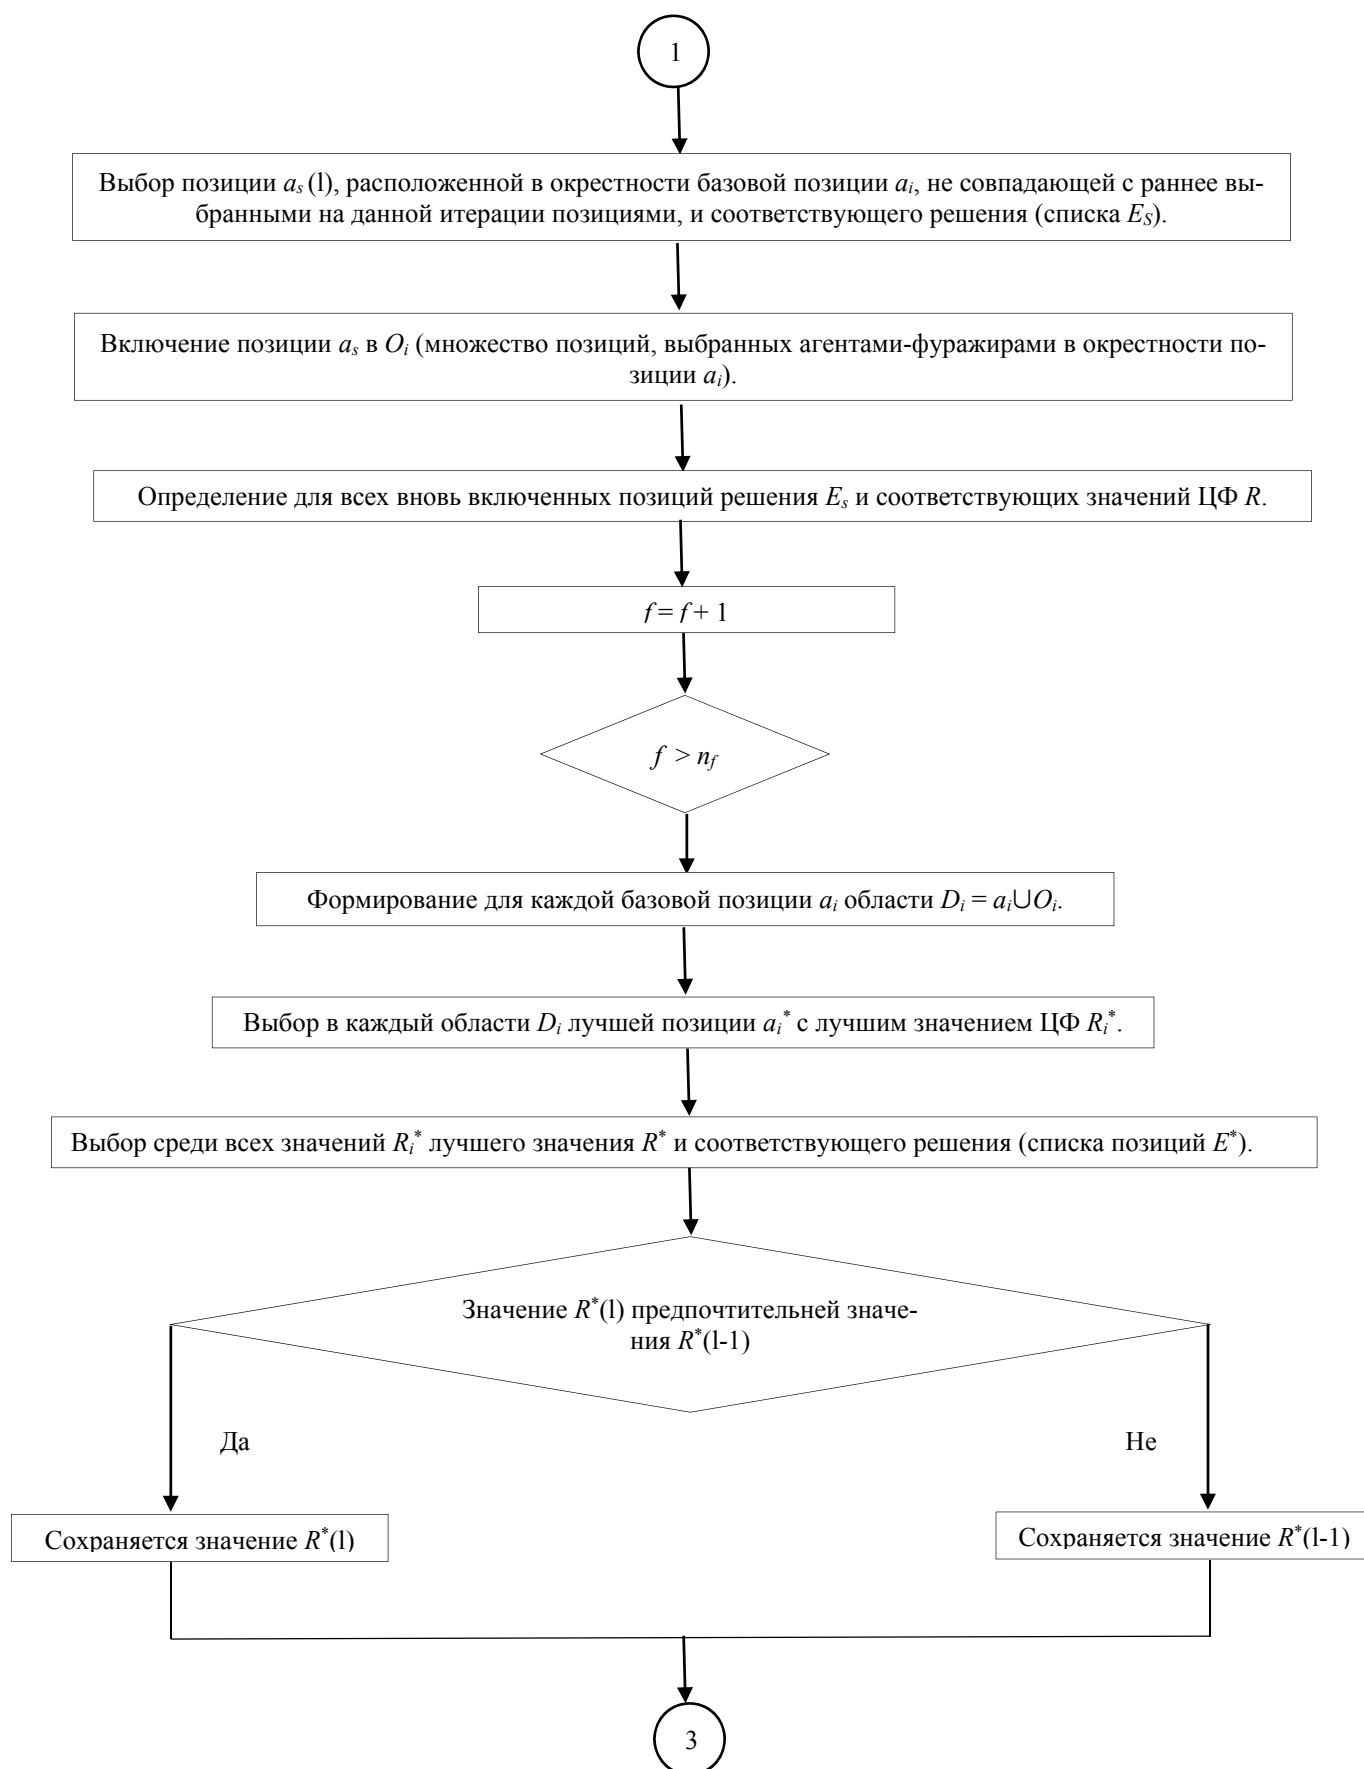 1
Выбор позиции aₛ (l), расположенной в окрестности базовой позиции aᵢ, не совпадающей с раннее вы-
бранными на данной итерации позициями, и соответствующего решения (списка E_S).
Включение позиции aₛ в Oᵢ (множество позиций, выбранных агентами-фуражирами в окрестности по-
зиции aᵢ).
Определение для всех вновь включенных позиций решения Eₛ и соответствующих значений ЦФ R.
f = f + 1
f > n_f
Формирование для каждой базовой позиции aᵢ области Dᵢ = aᵢ∪Oᵢ.
Выбор в каждый области Dᵢ лучшей позиции aᵢ* с лучшим значением ЦФ Rᵢ*.
Выбор среди всех значений Rᵢ* лучшего значения R* и соответствующего решения (списка позиций E*).
Значение R*(l) предпочтительней значе-
ния R*(l-1)
Да
Не
Сохраняется значение R*(l)
Сохраняется значение R*(l-1)
3